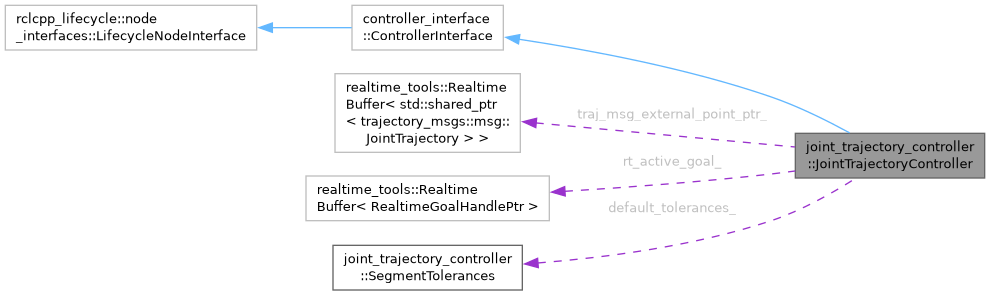 rclcpp_lifecycle::node
_interfaces::LifecycleNodeInterface
controller_interface
::ControllerInterface
realtime_tools::Realtime
Buffer< std::shared_ptr
< trajectory_msgs::msg::
JointTrajectory > >
traj_msg_external_point_ptr_
joint_trajectory_controller
::JointTrajectoryController
rt_active_goal_
realtime_tools::Realtime
Buffer< RealtimeGoalHandlePtr >
default_tolerances_
joint_trajectory_controller
::SegmentTolerances